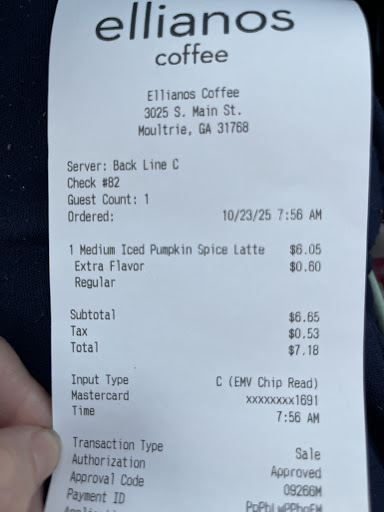 ellianos
coffee
Ellianos Coffee
3025 S. Main St.
Moultrie, GA 31768
Server: Back Line C
Check #82
Guest Count: 1
Ordered: 10/23/25 7:56 AM
1 Medium Iced Pumpkin Spice Latte $6.05
Extra Flavor $0.60
Regular
Subtotal $6.65
Tax $0.53
Total $7.18
Input Type C (EMV Chip Read)
Mastercard xxxxxxxx1691
Time 7:56 AM
Transaction Type Sale
Authorization Approved
Approval Code 09266M
Payment ID